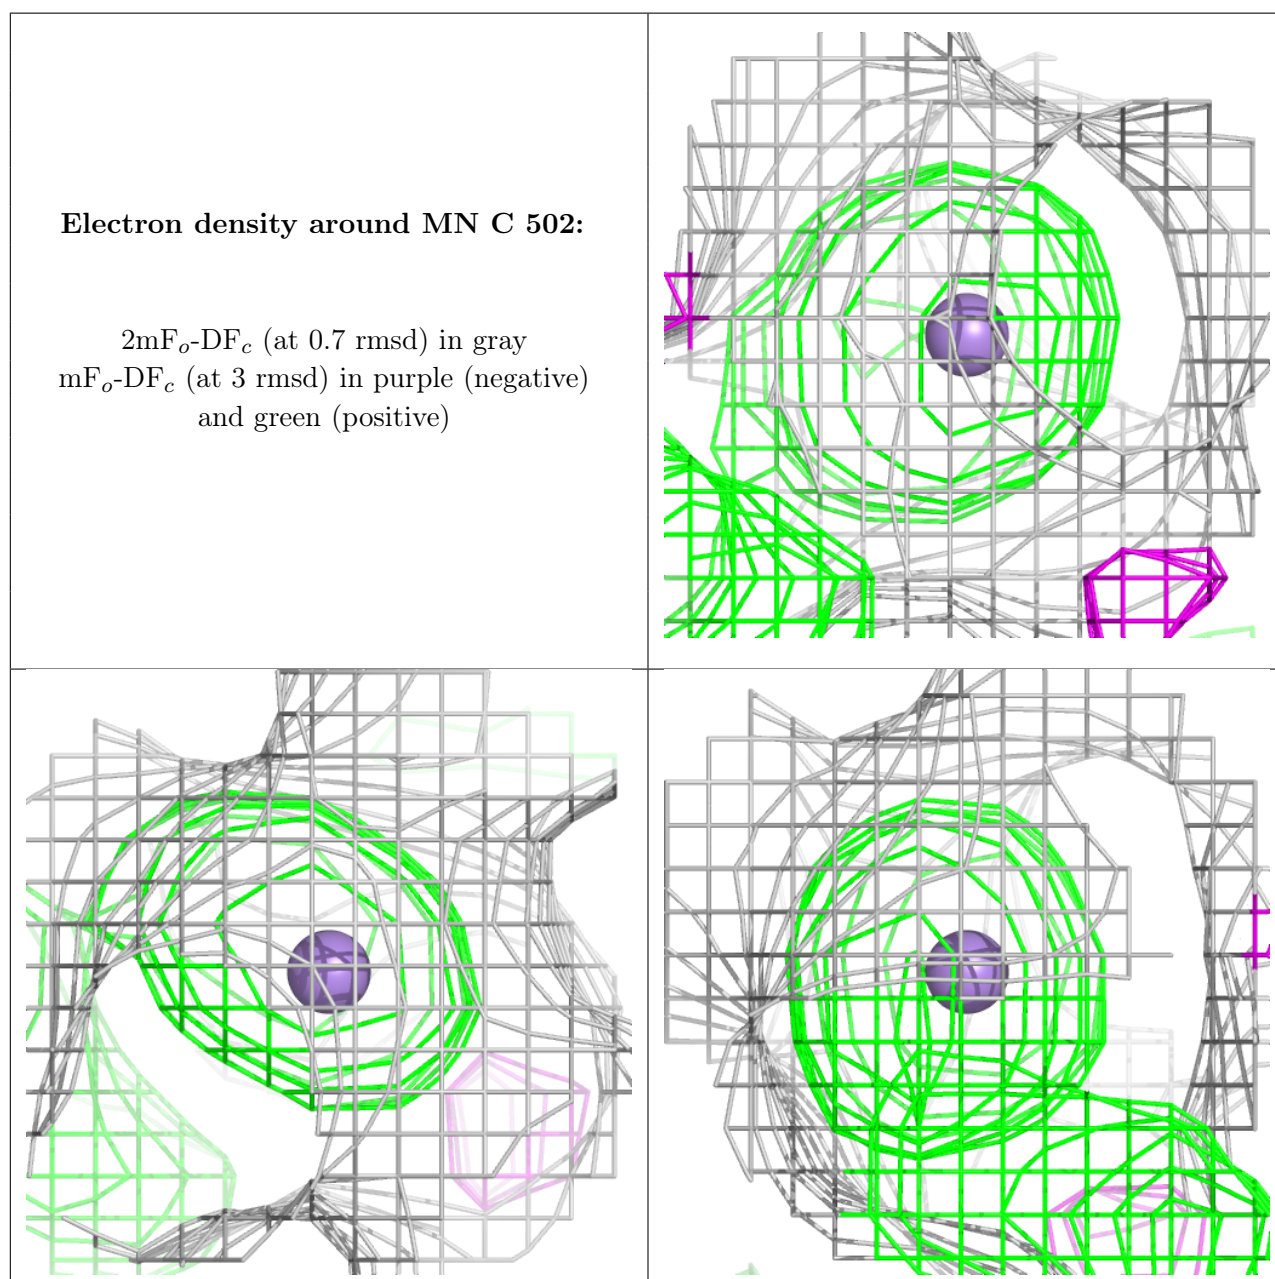 Electron density around MN C 502:
2mFo-DFc (at 0.7 rmsd) in gray
mFo-DFc (at 3 rmsd) in purple (negative)
and green (positive)